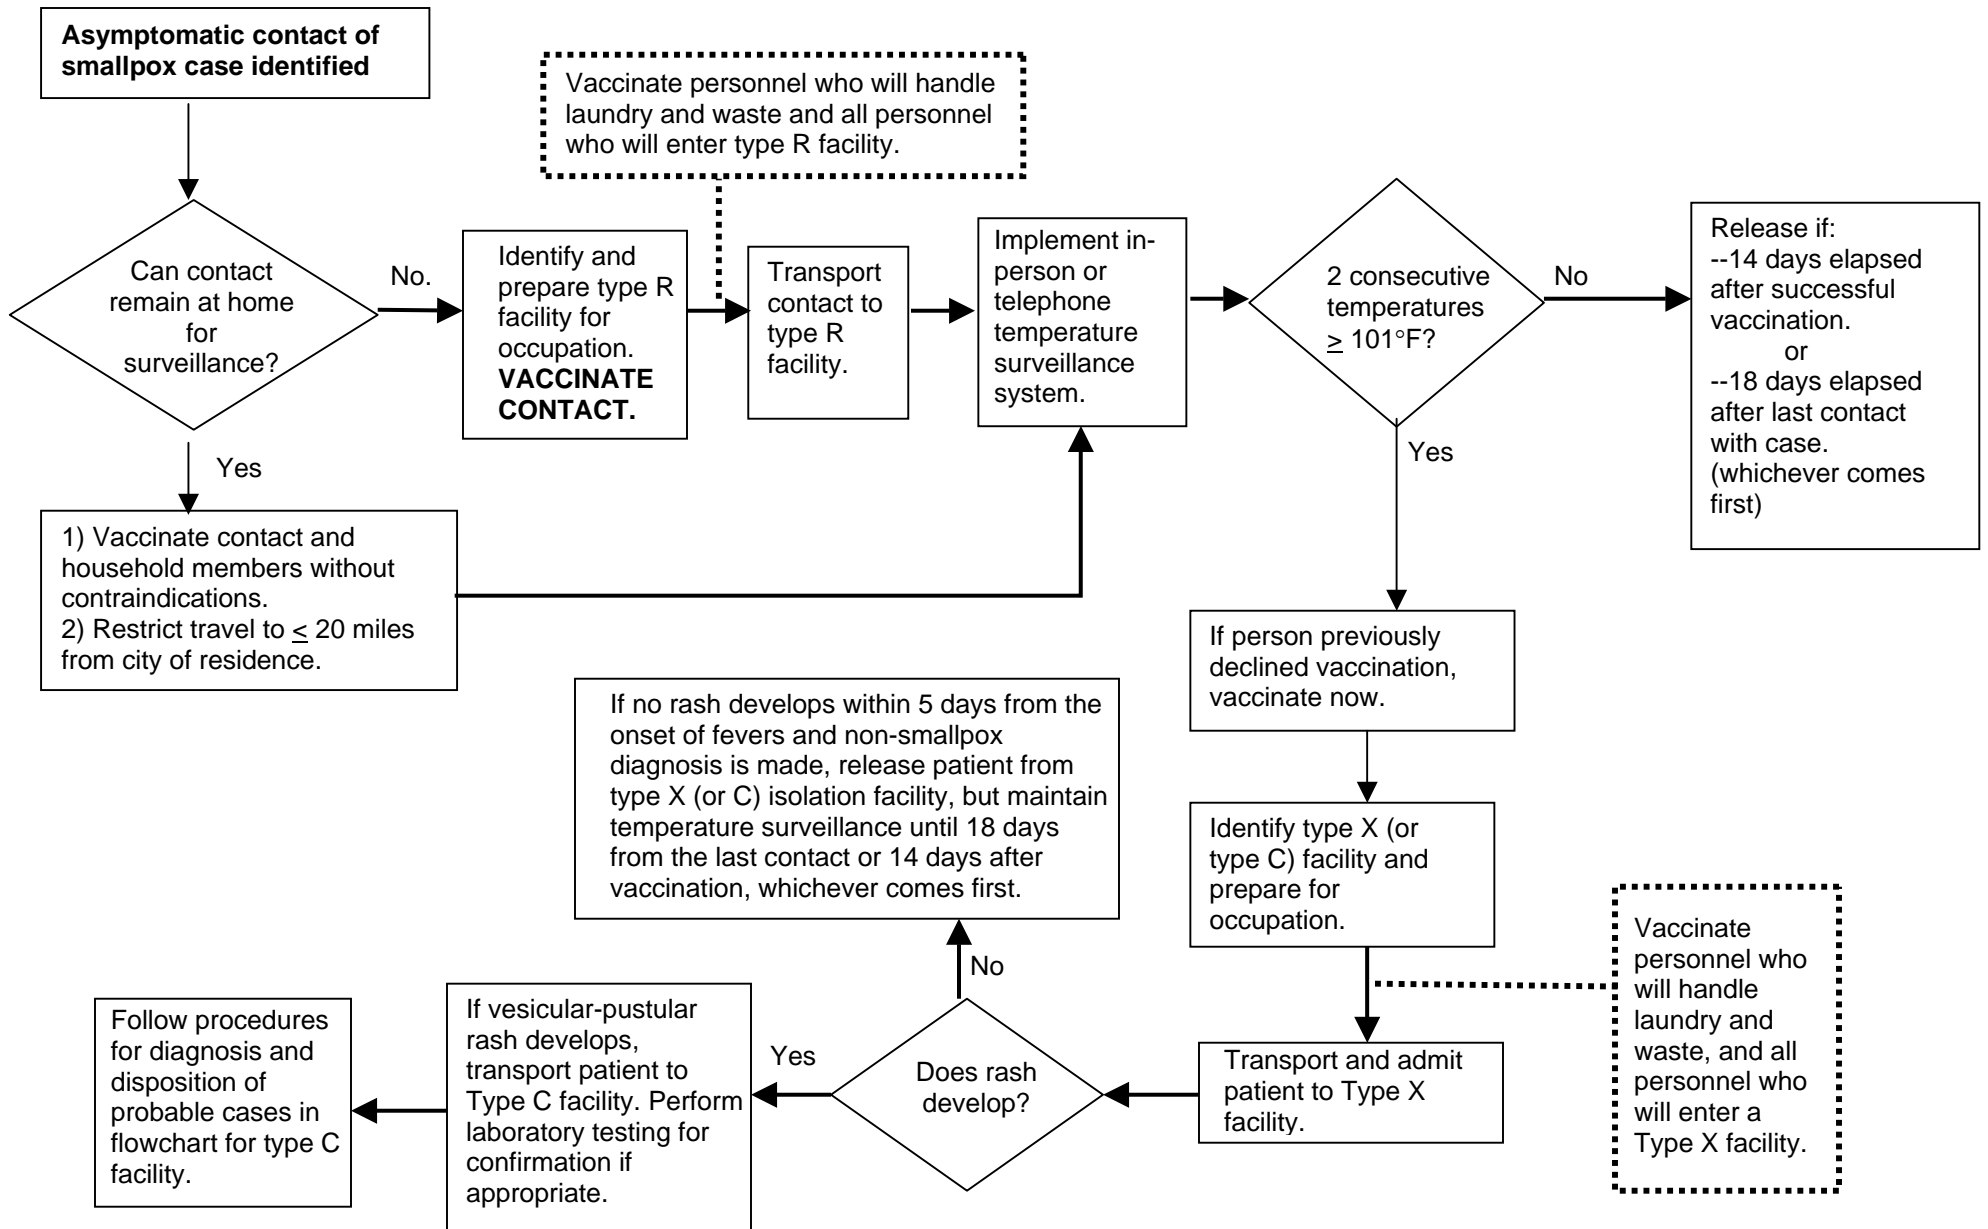 Asymptomatic contact of
smallpox case identified
Vaccinate personnel who will handle
laundry and waste and all personnel
who will enter type R facility.
Can contact
remain at home
for
surveillance?
No.
Identify and
prepare type R
facility for
occupation.
VACCINATE
CONTACT.
Transport
contact to
type R
facility.
Implement in-
person or
telephone
temperature
surveillance
system.
2 consecutive
temperatures
≥ 101°F?
No
Release if:
--14 days elapsed
after successful
vaccination.
or
--18 days elapsed
after last contact
with case.
(whichever comes
first)
Yes
1) Vaccinate contact and
household members without
contraindications.
2) Restrict travel to ≤ 20 miles
from city of residence.
Yes
If person previously
declined vaccination,
vaccinate now.
Identify type X (or
type C) facility and
prepare for
occupation.
Vaccinate
personnel who
will handle
laundry and
waste, and all
personnel who
will enter a
Type X facility.
Transport and admit
patient to Type X
facility.
Does rash
develop?
No
If no rash develops within 5 days from the
onset of fevers and non-smallpox
diagnosis is made, release patient from
type X (or C) isolation facility, but maintain
temperature surveillance until 18 days
from the last contact or 14 days after
vaccination, whichever comes first.
Yes
If vesicular-pustular
rash develops,
transport patient to
Type C facility. Perform
laboratory testing for
confirmation if
appropriate.
Follow procedures
for diagnosis and
disposition of
probable cases in
flowchart for type C
facility.